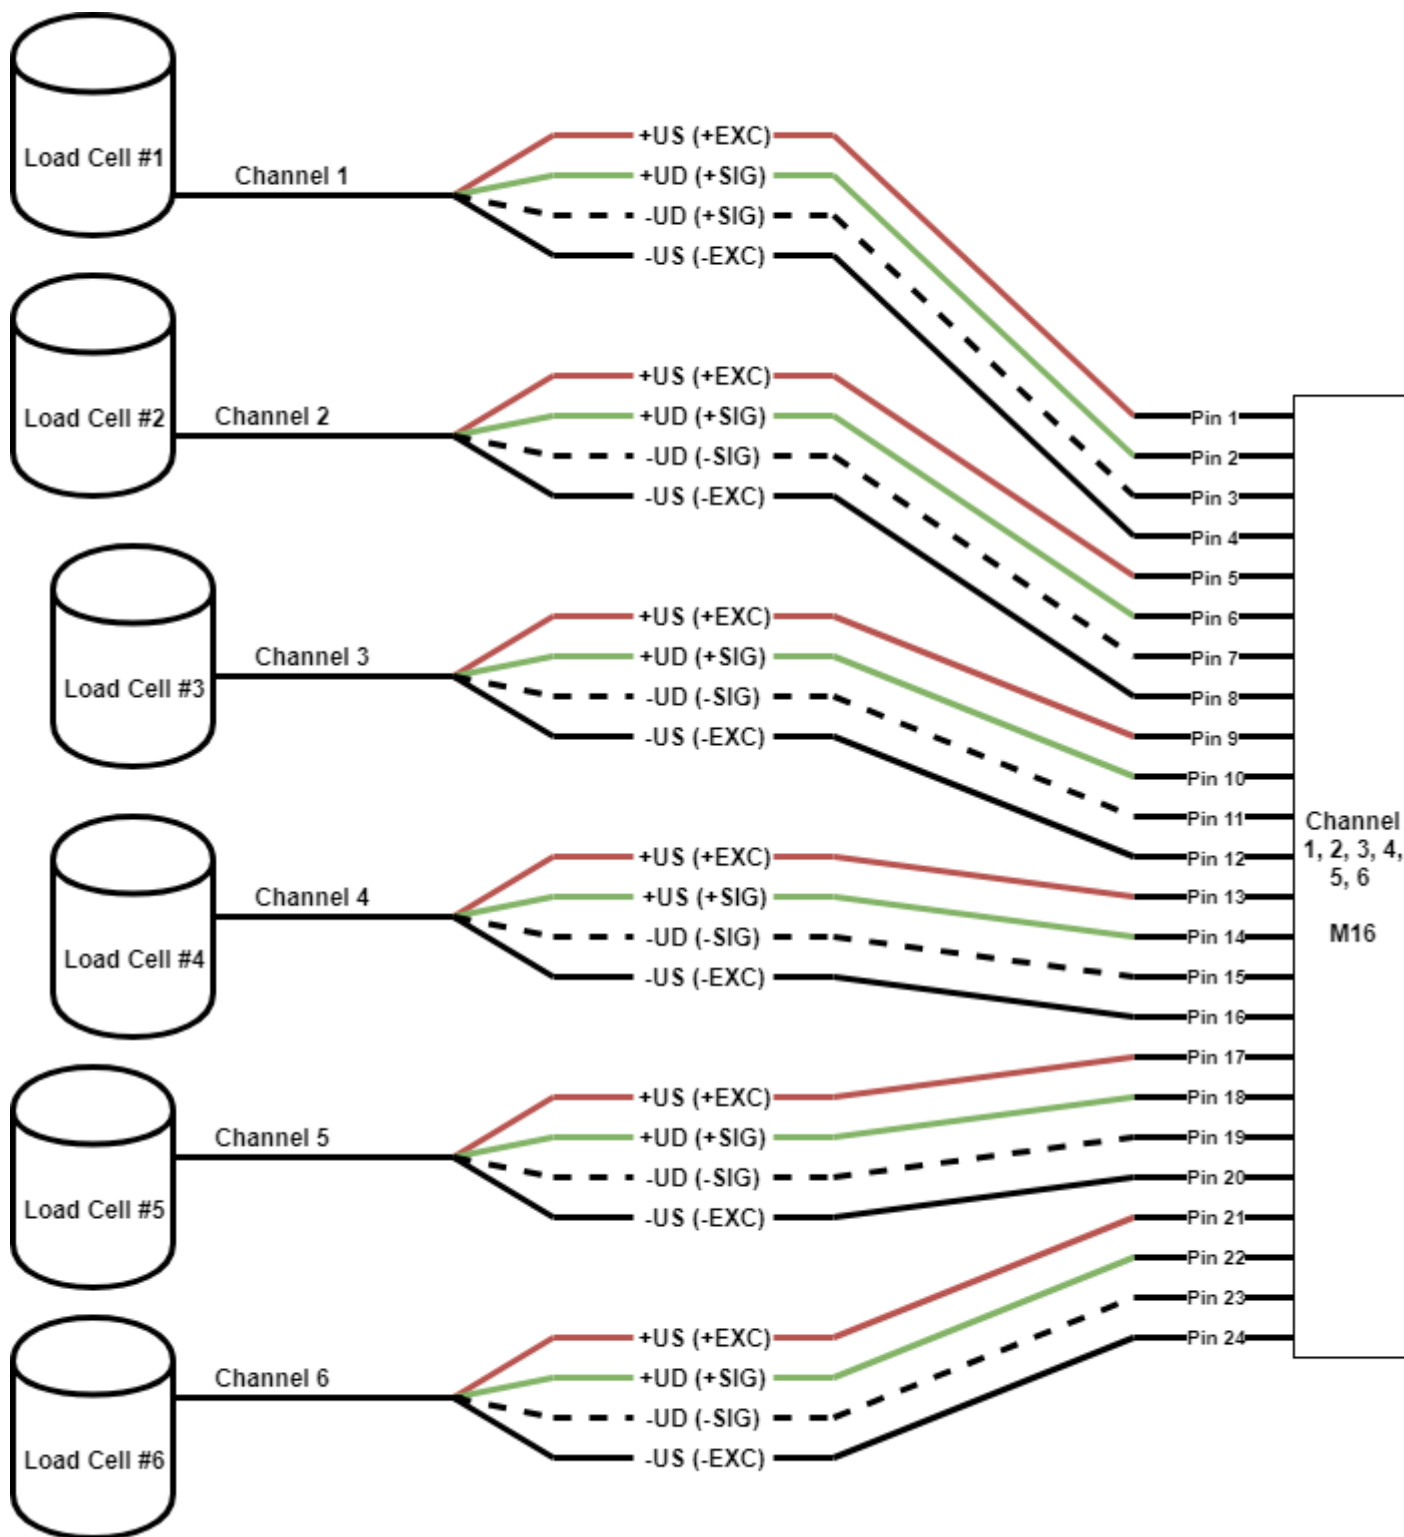 Load Cell #1
Channel 1
+US (+EXC)
+UD (+SIG)
-UD (+SIG)
-US (-EXC)
Load Cell #2
Channel 2
+US (+EXC)
+UD (+SIG)
-UD (-SIG)
-US (-EXC)
Load Cell #3
Channel 3
+US (+EXC)
+UD (+SIG)
-UD (-SIG)
-US (-EXC)
Load Cell #4
Channel 4
+US (+EXC)
+US (+SIG)
-UD (-SIG)
-US (-EXC)
Load Cell #5
Channel 5
+US (+EXC)
+UD (+SIG)
-UD (-SIG)
-US (-EXC)
Load Cell #6
Channel 6
+US (+EXC)
+UD (+SIG)
-UD (-SIG)
-US (-EXC)
Pin 1
Pin 2
Pin 3
Pin 4
Pin 5
Pin 6
Pin 7
Pin 8
Pin 9
Pin 10
Pin 11
Pin 12
Pin 13
Pin 14
Pin 15
Pin 16
Pin 17
Pin 18
Pin 19
Pin 20
Pin 21
Pin 22
Pin 23
Pin 24
Channel
1, 2, 3, 4,
5, 6
M16